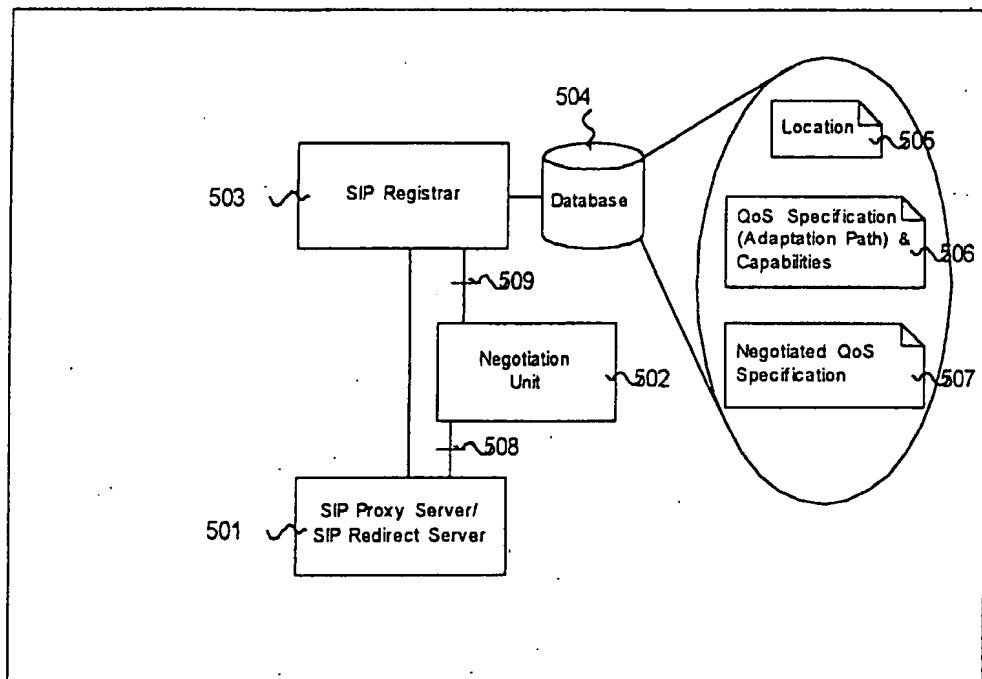 504
Location
505
503
SIP Registrar
Database
QoS Specification
(Adaptation Path) &
Capabilities
506
509
Negotiation
Unit
502
Negotiated QoS
Specification
507
508
501
SIP Proxy Server/
SIP Redirect Server